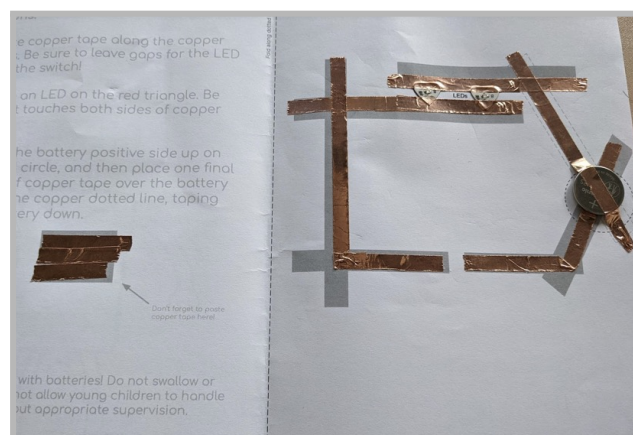 e copper tape along the copper
. Be sure to leave gaps for the LED
the switch!
an LED on the red triangle. Be
t touches both sides of copper
he battery positive side up on
circle, and then place one final
f copper tape over the battery
he copper dotted line, taping
ery down.
Don't forget to paste
copper tape here!
with batteries! Do not swallow or
not allow young children to handle
out appropriate supervision.
LEDs